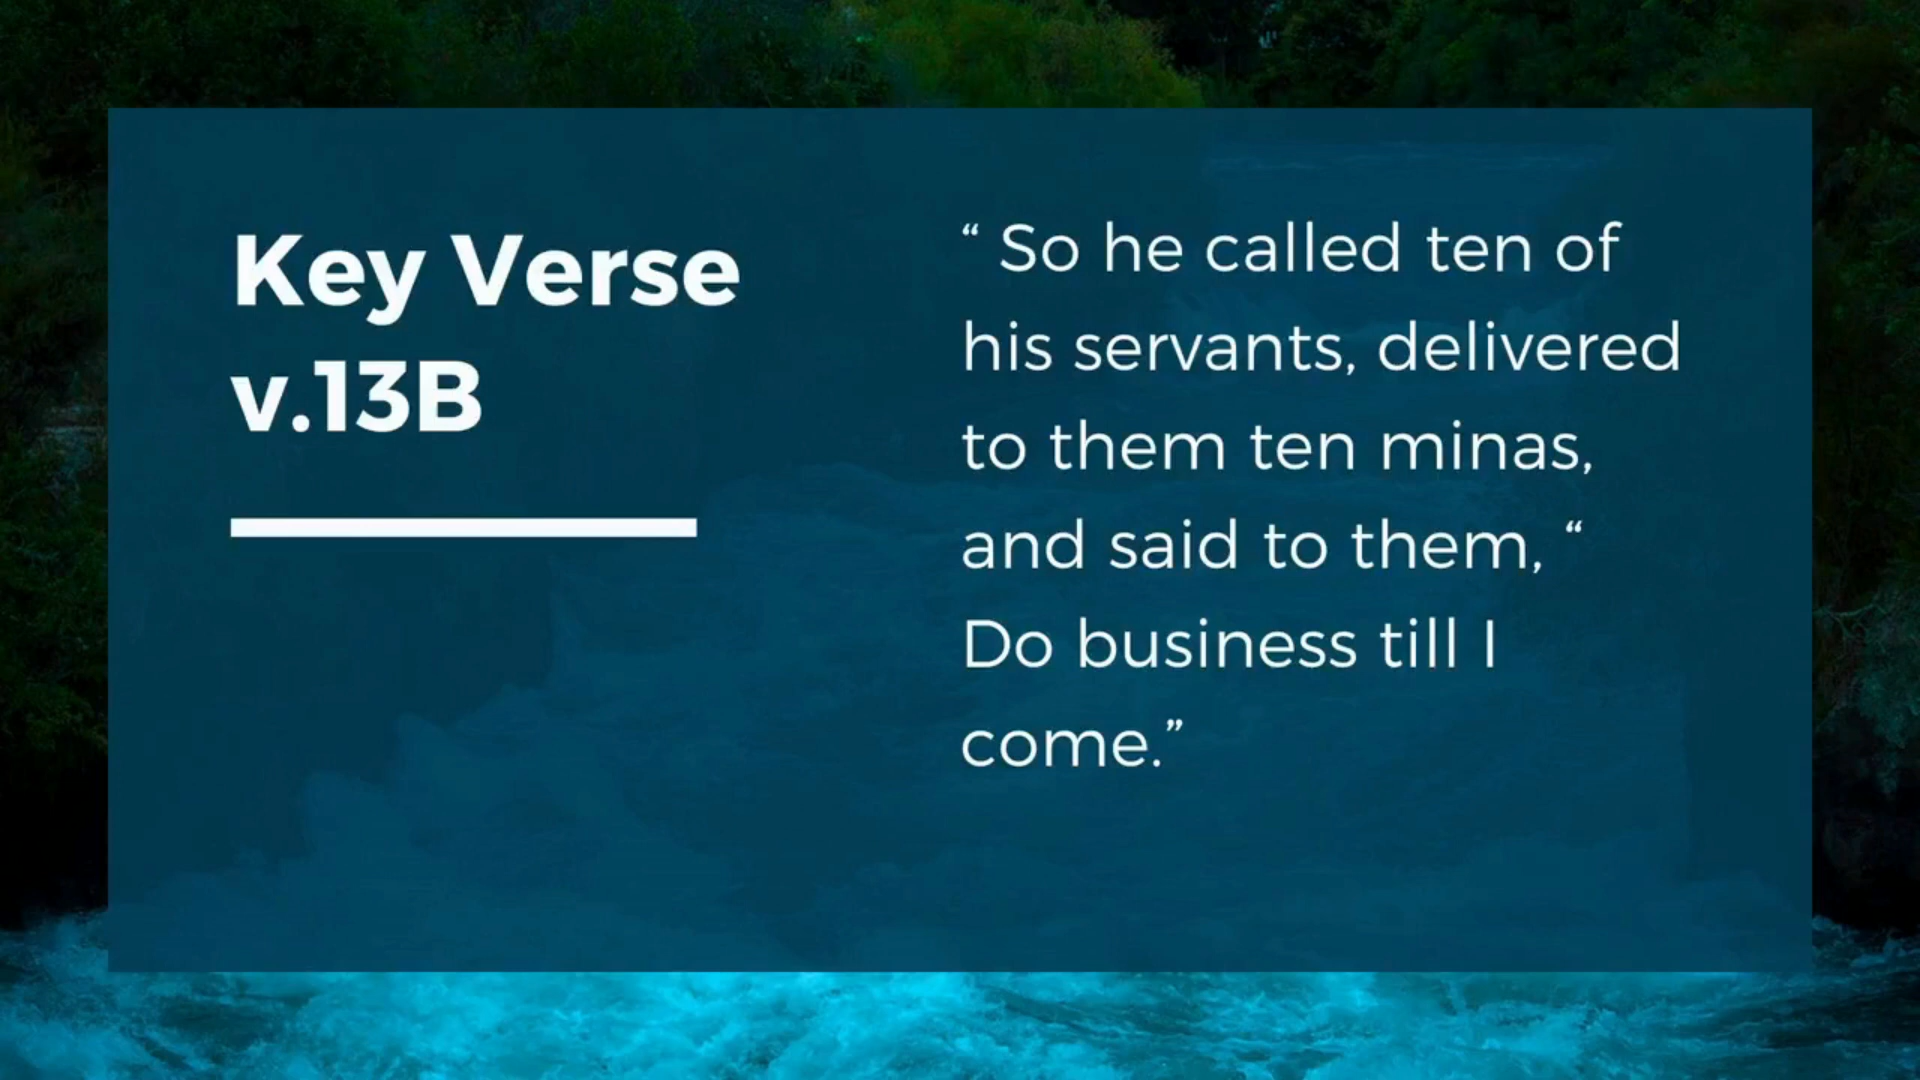 Key Verse
v.13B
“ So he called ten of
his servants, delivered
to them ten minas,
and said to them, “
Do business till I
come.”